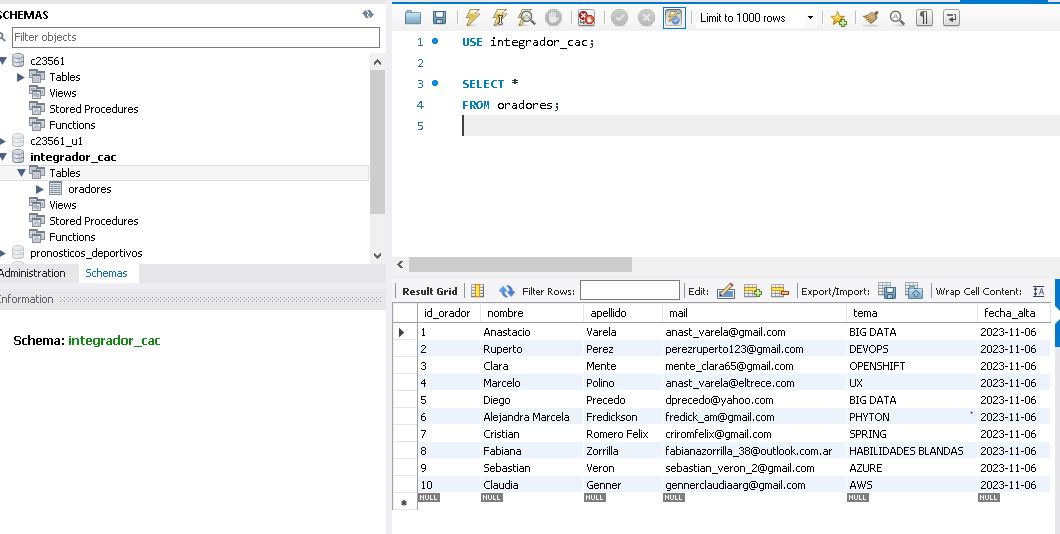 SCHEMAS
Filter objects
c23561
Tables
Views
Stored Procedures
Functions
c23561_u1
integrador_cac
Tables
oradores
Views
Stored Procedures
Functions
pronosticos_deportivos
Administration Schemas
Information
Schema: integrador_cac
Limit to 1000 rows
1 USE integrador_cac;
2
3 SELECT *
4 FROM oradores;
5
Result Grid Filter Rows: Edit: Export/Import: Wrap Cell Content:
id_orador nombre apellido mail tema fecha_alta
1 Anastacio Varela anast_varela@gmail.com BIG DATA 2023-11-06
2 Ruperto Perez perezruperto123@gmail.com DEVOPS 2023-11-06
3 Clara Mente mente_clara65@gmail.com OPENSHIFT 2023-11-06
4 Marcelo Polino anast_varela@eltrece.com UX 2023-11-06
5 Diego Precedo dprecedo@yahoo.com BIG DATA 2023-11-06
6 Alejandra Marcela Fredickson fredick_am@gmail.com PHYTON 2023-11-06
7 Cristian Romero Felix criromfelix@gmail.com SPRING 2023-11-06
8 Fabiana Zorrilla fabianazorrilla_38@outlook.com.ar HABILIDADES BLANDAS 2023-11-06
9 Sebastian Veron sebastian_veron_2@gmail.com AZURE 2023-11-06
10 Claudia Genner gennerclaudiaarg@gmail.com AWS 2023-11-06
NULL NULL NULL NULL NULL NULL